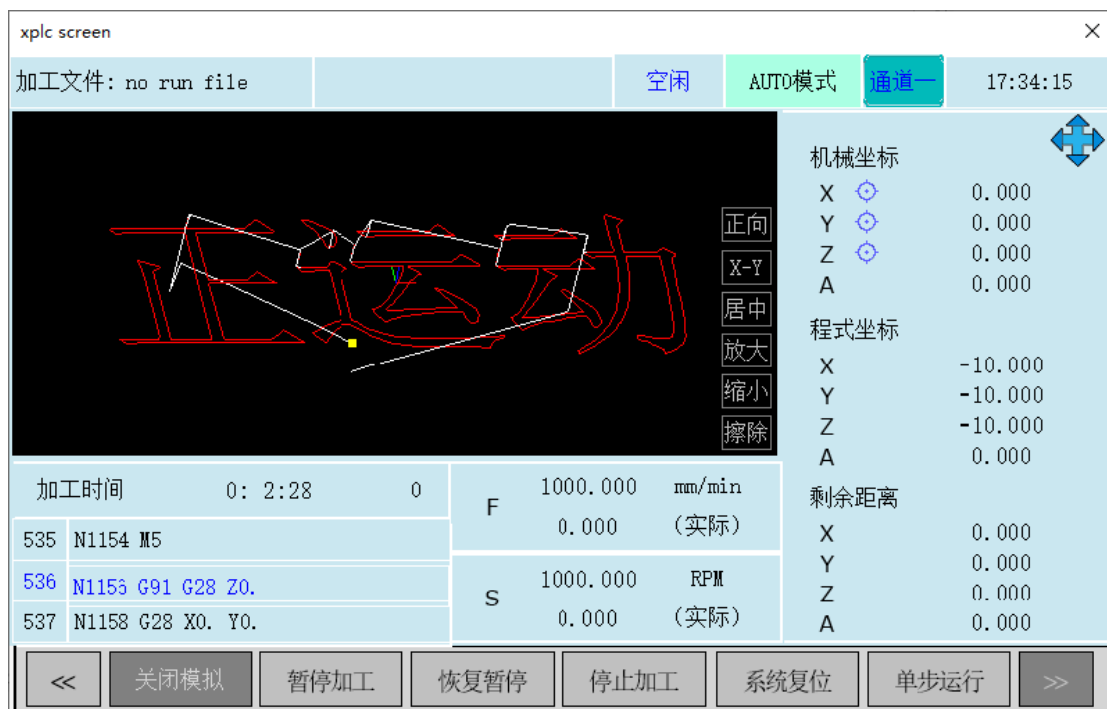 xplc screen
加工文件: no run file
空闲
AUTO模式
通道一
17:34:15
正运动
正向
X-Y
居中
放大
缩小
擦除
机械坐标
X 0.000
Y 0.000
Z 0.000
A 0.000
程式坐标
X -10.000
Y -10.000
Z -10.000
A 0.000
剩余距离
X 0.000
Y 0.000
Z 0.000
A 0.000
加工时间 0: 2:28 0
535 N1154 M5
536 N1156 G91 G28 Z0.
537 N1158 G28 X0. Y0.
F 1000.000 mm/min
0.000 (实际)
S 1000.000 RPM
0.000 (实际)
<< 关闭模拟 暂停加工 恢复暂停 停止加工 系统复位 单步运行 >>